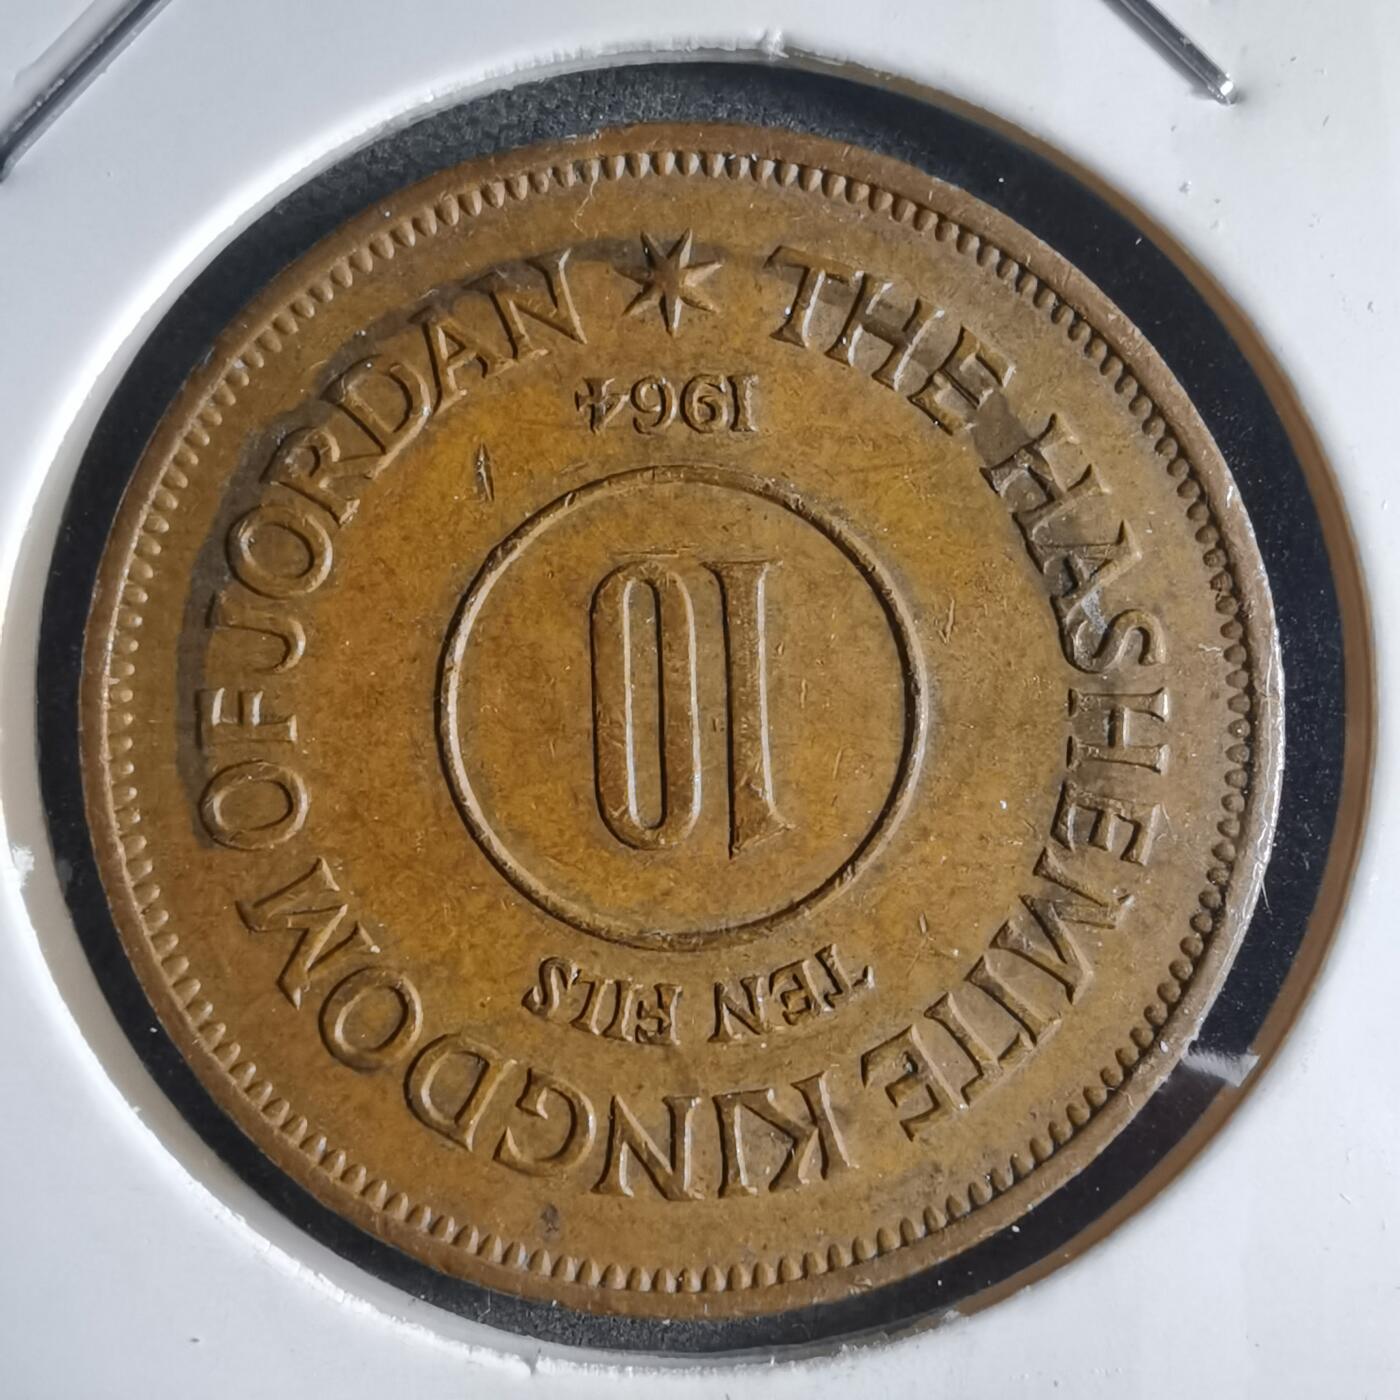 THE HASHEMITE KINGDOM OF JORDAN
1964
10
TEN FILS